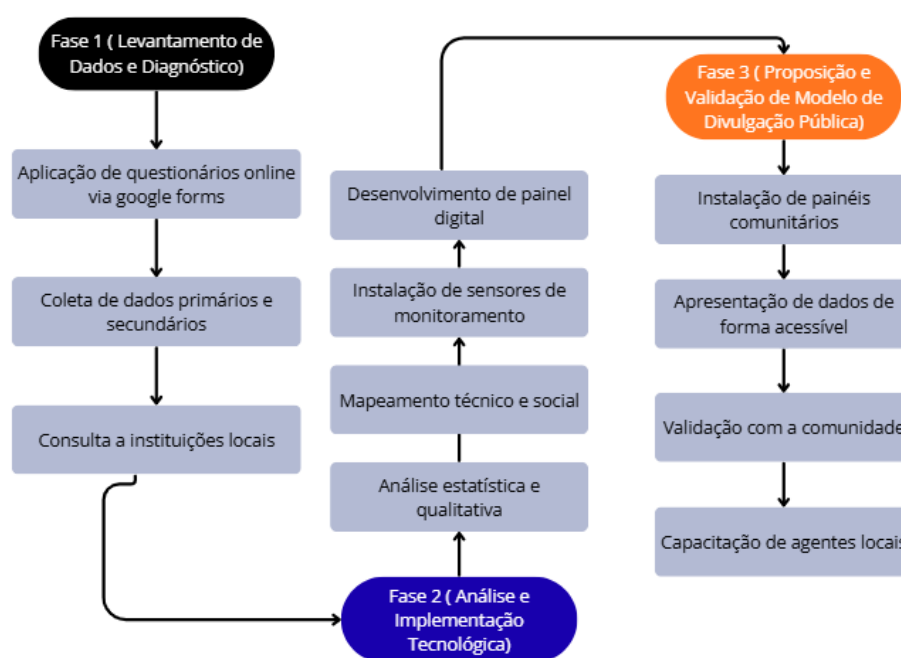 Fase 1 ( Levantamento de
Dados e Diagnóstico)
Aplicação de questionários online
via google forms
Coleta de dados primários e
secundários
Consulta a instituições locais
Fase 2 ( Análise e
Implementação
Tecnológica)
Análise estatística e
qualitativa
Mapeamento técnico e social
Instalação de sensores de
monitoramento
Desenvolvimento de painel
digital
Fase 3 ( Proposição e
Validação de Modelo de
Divulgação Pública)
Instalação de painéis
comunitários
Apresentação de dados de
forma acessível
Validação com a comunidade
Capacitação de agentes locais